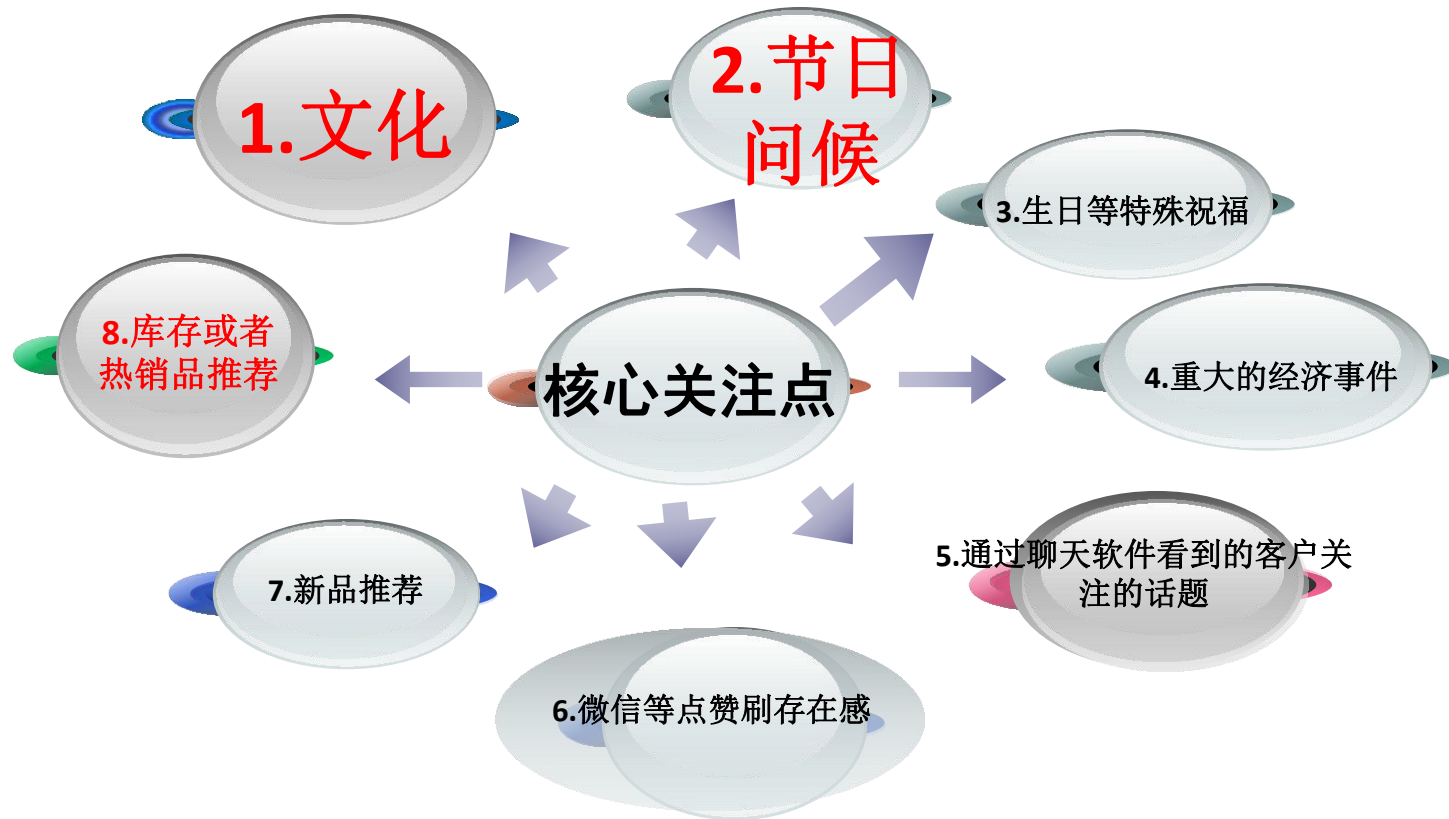 1.文化
2.节日
问候
3.生日等特殊祝福
4.重大的经济事件
5.通过聊天软件看到的客户关
注的话题
6.微信等点赞刷存在感
7.新品推荐
8.库存或者
热销品推荐
核心关注点